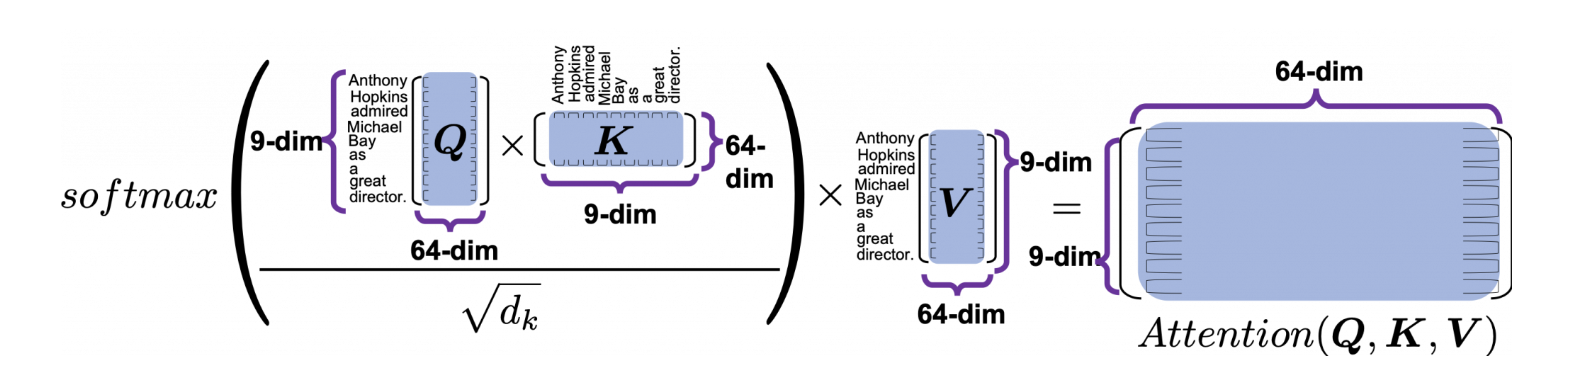 softmax
9-dim
Anthony
Hopkins
admired
Michael
Bay
as
a
great
director.
Q
64-dim
×
Anthony
Hopkins
admired
Michael
Bay
as
a
great
director.
K
64-
dim
9-dim
√d_k
×
Anthony
Hopkins
admired
Michael
Bay
as
a
great
director.
V
9-dim
64-dim
=
64-dim
9-dim
Attention(Q, K, V)